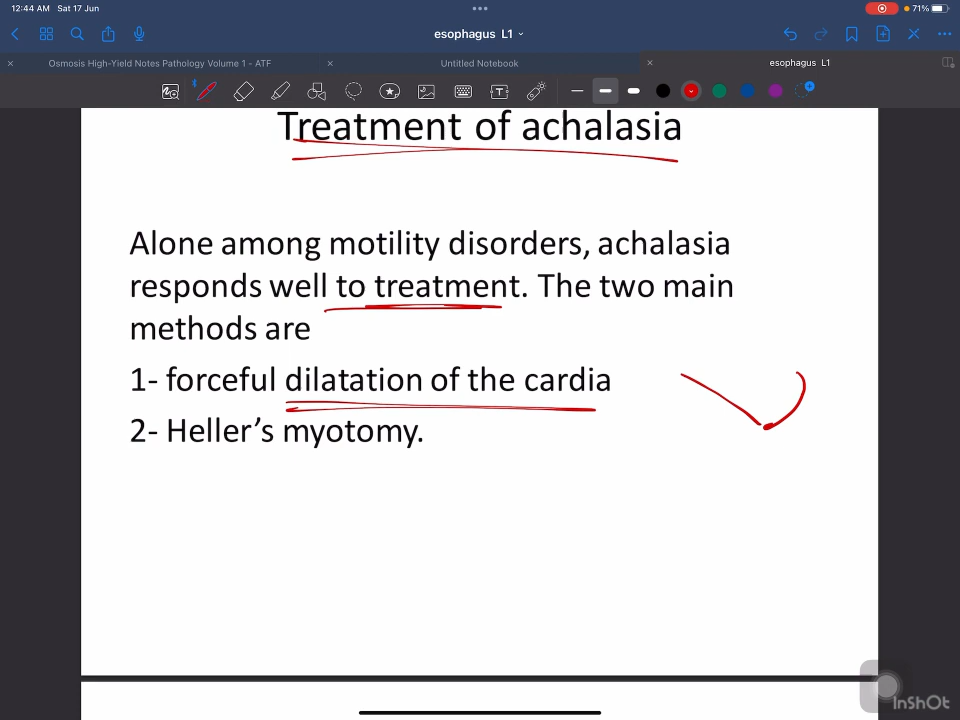 12:44 AM Sat 17 Jun
71%
esophagus L1
Osmosis High-Yield Notes Pathology Volume 1 - ATF
Untitled Notebook
esophagus L1
Treatment of achalasia
Alone among motility disorders, achalasia
responds well to treatment. The two main
methods are
1- forceful dilatation of the cardia
2- Heller’s myotomy.
InShOt